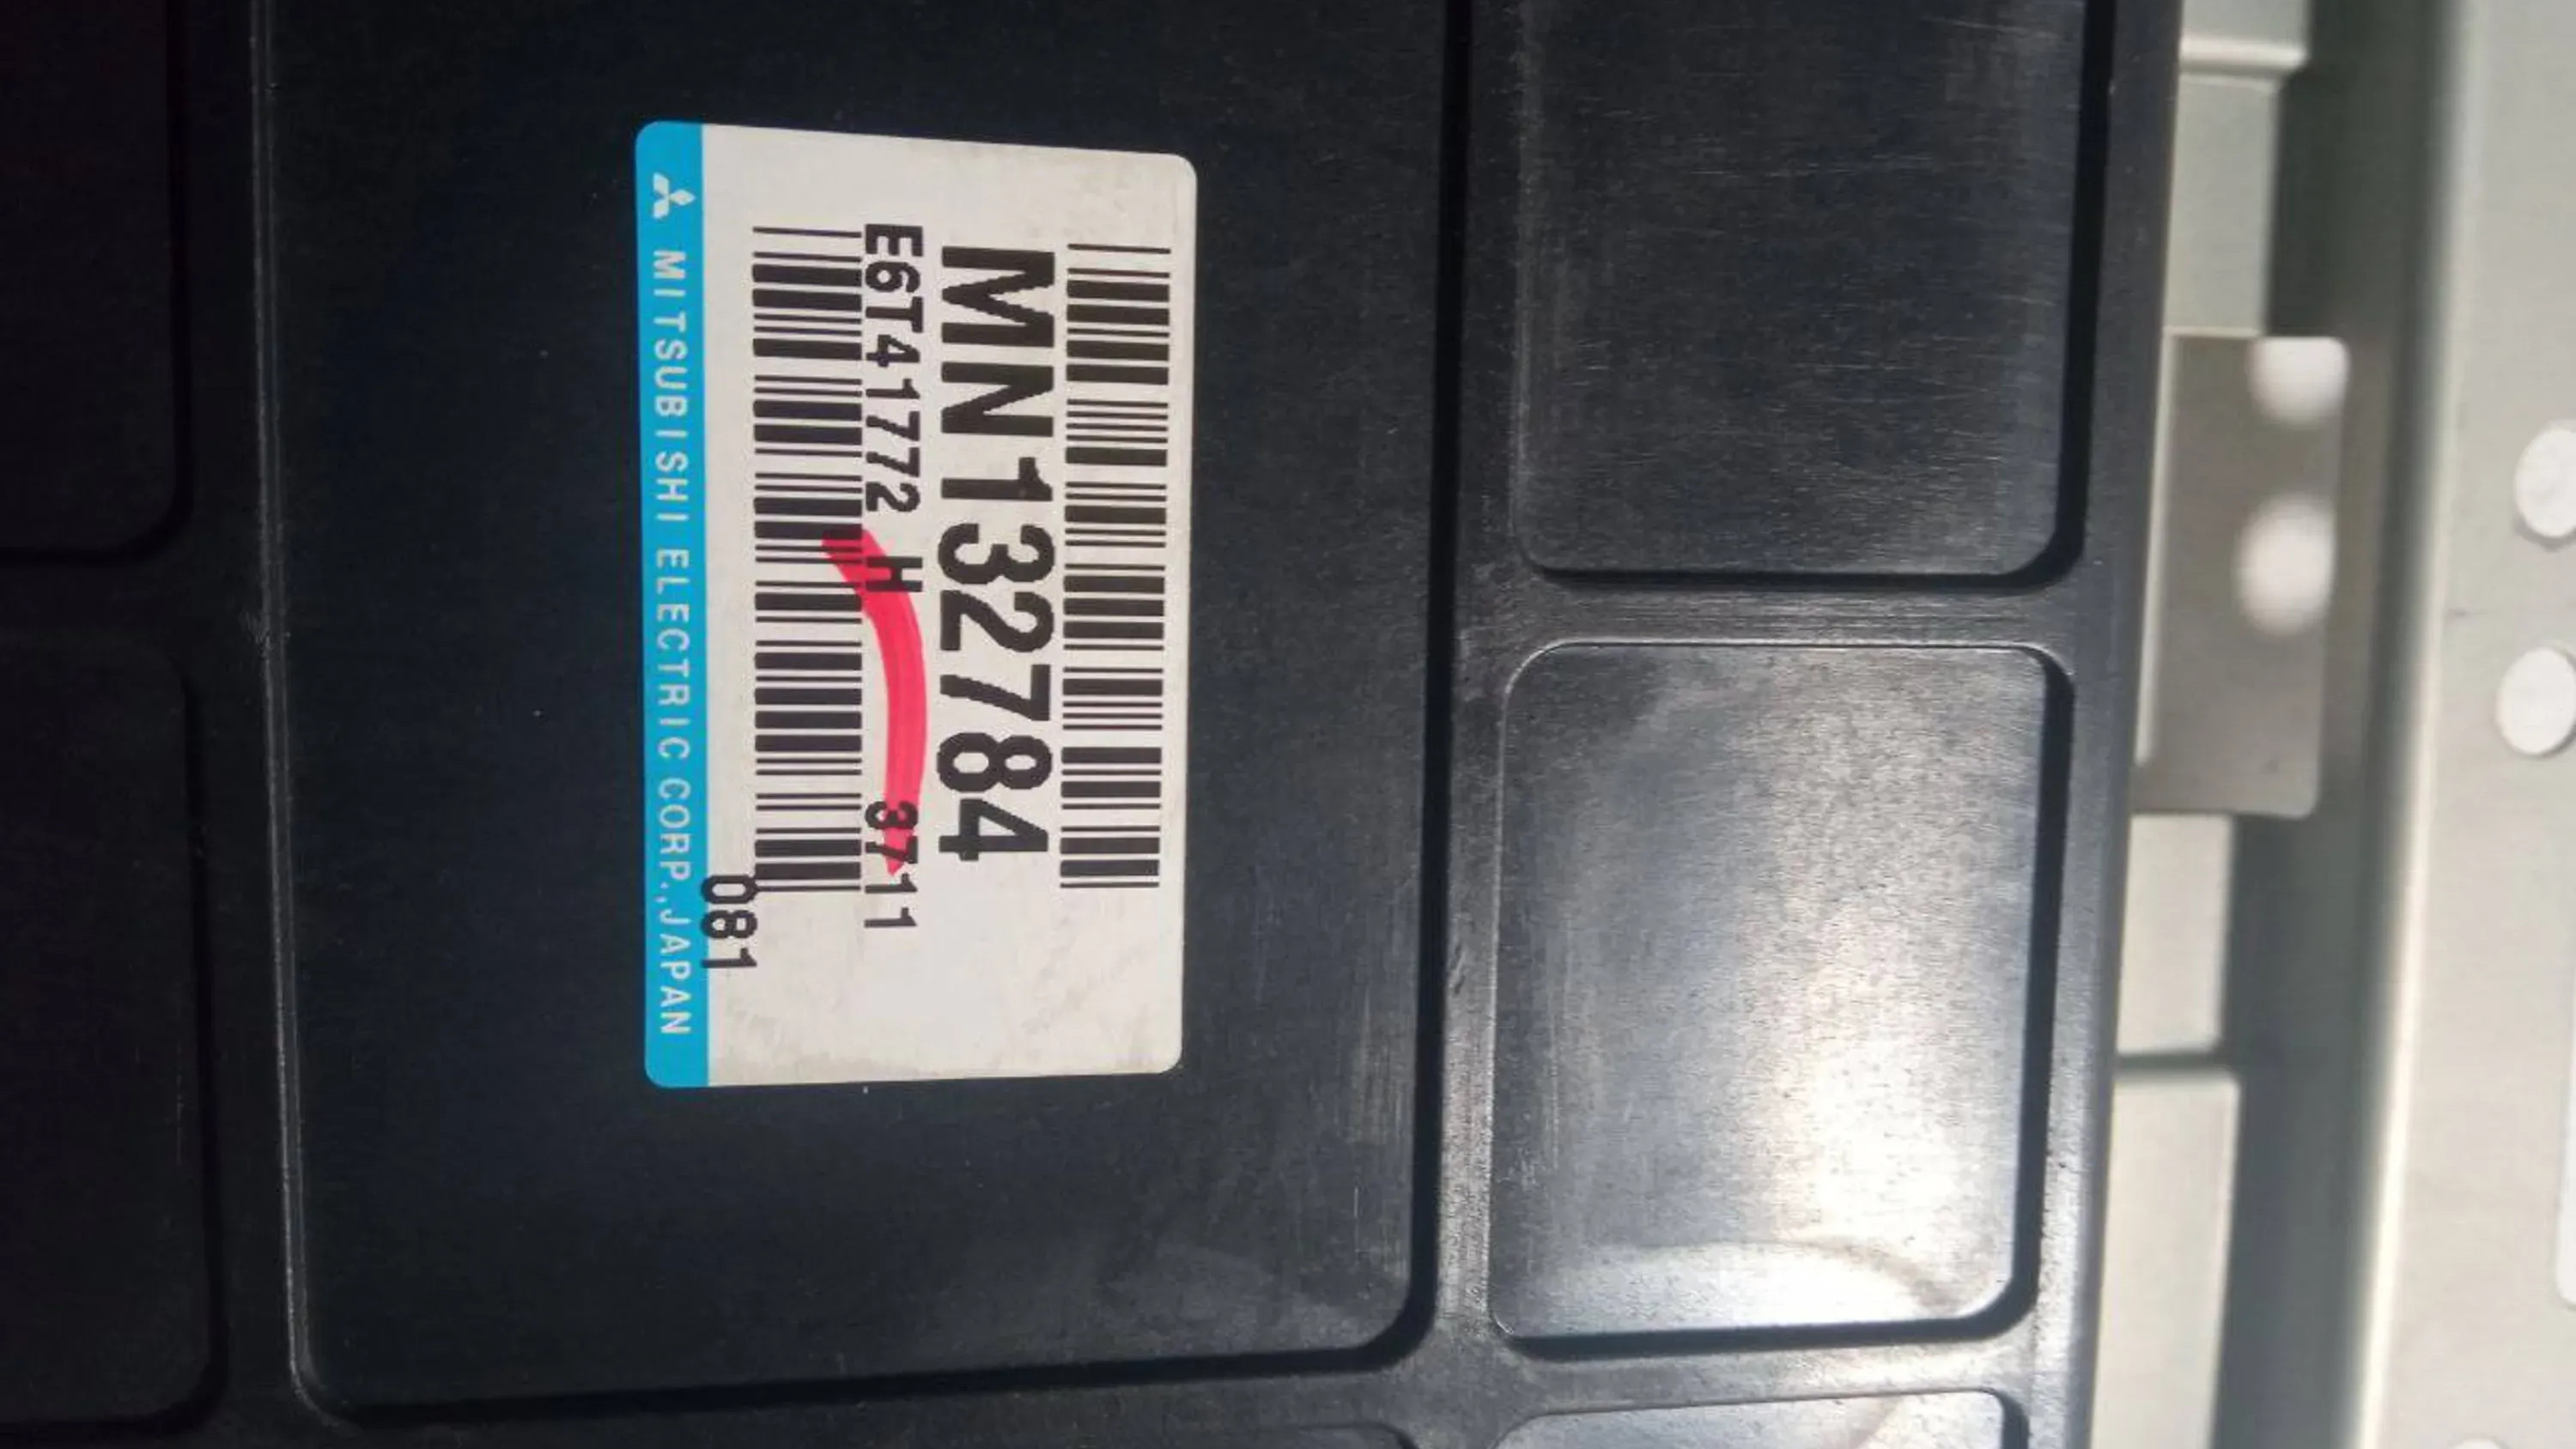 MN132784
E6T41772 H 3711
081
MITSUBISHI ELECTRIC CORP.,JAPAN